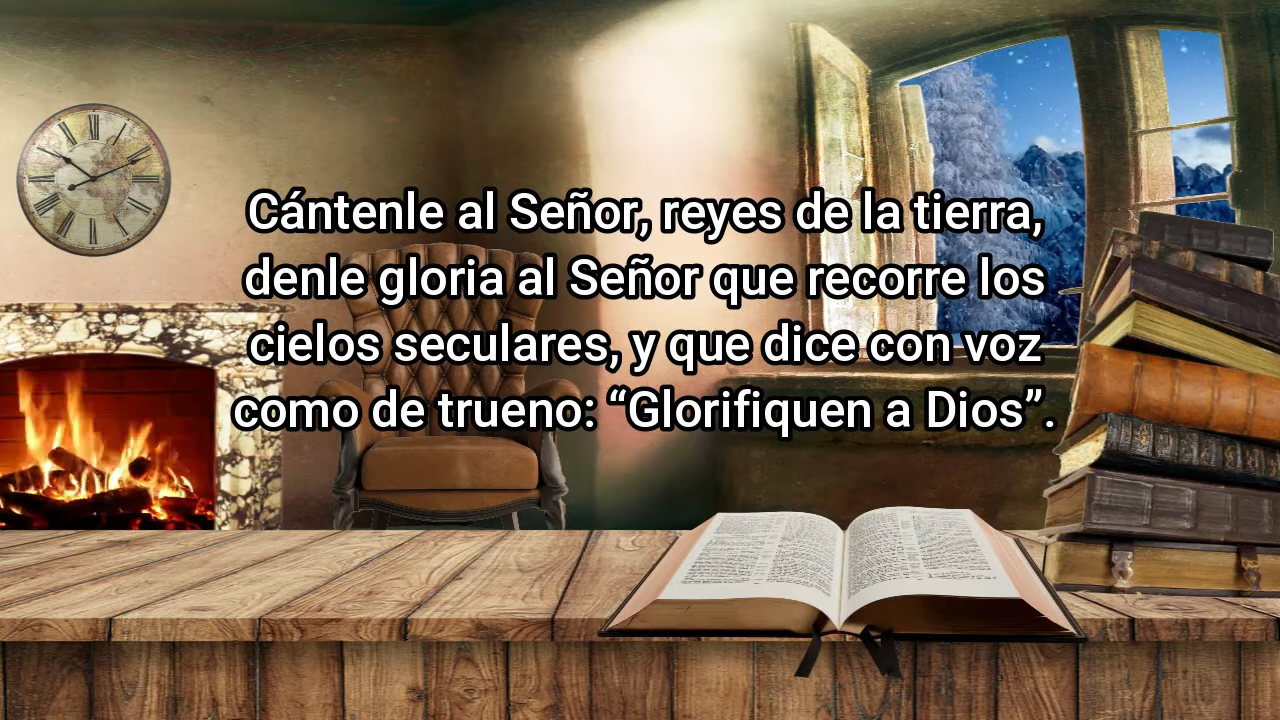 Cántenle al Señor, reyes de la tierra,
denle gloria al Señor que recorre los
cielos seculares, y que dice con voz
como de trueno: “Glorifiquen a Dios”.